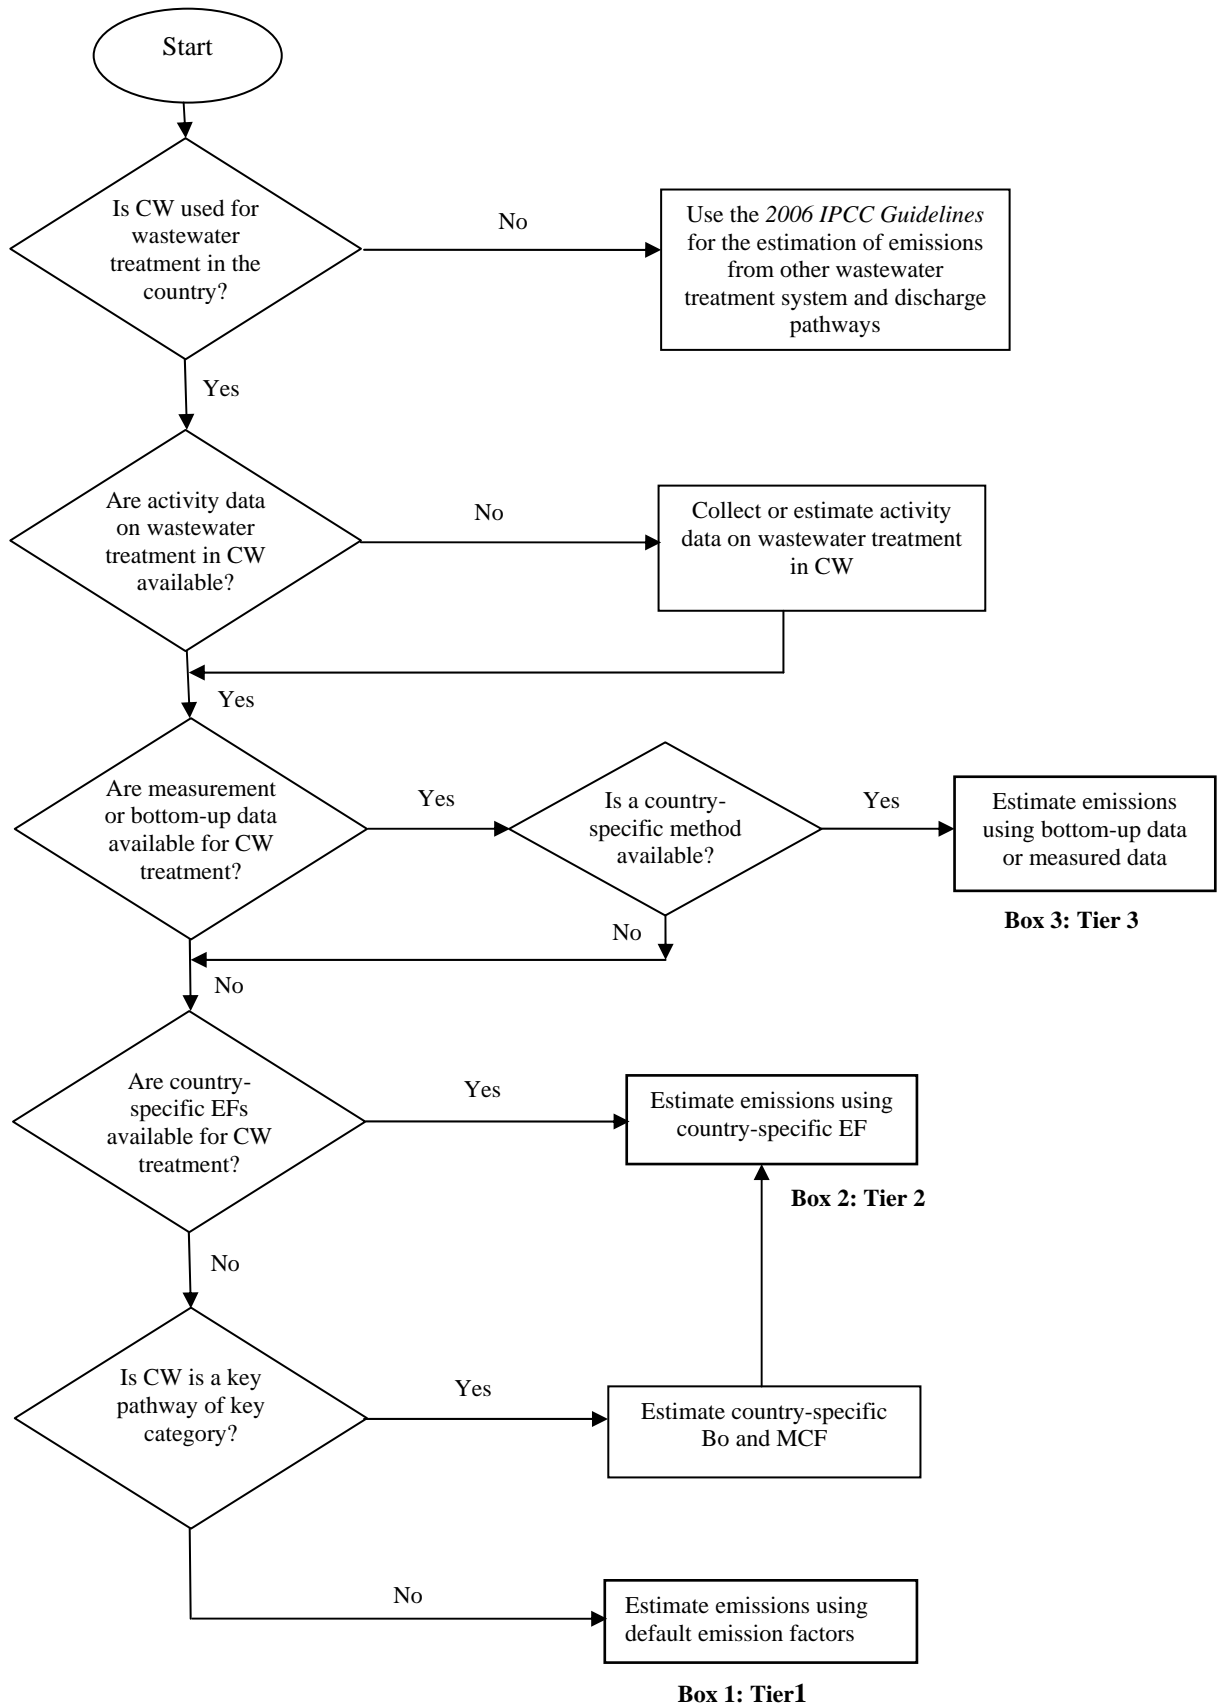 Start
Is CW used for
wastewater
treatment in the
country?
No
Use the 2006 IPCC Guidelines
for the estimation of emissions
from other wastewater
treatment system and discharge
pathways
Yes
Are activity data
on wastewater
treatment in CW
available?
No
Collect or estimate activity
data on wastewater treatment
in CW
Yes
Are measurement
or bottom-up data
available for CW
treatment?
Yes
Is a country-
specific method
available?
Yes
Estimate emissions
using bottom-up data
or measured data
Box 3: Tier 3
No
No
Are country-
specific EFs
available for CW
treatment?
Yes
Estimate emissions using
country-specific EF
Box 2: Tier 2
No
Is CW is a key
pathway of key
category?
Yes
Estimate country-specific
Bo and MCF
No
Estimate emissions using
default emission factors
Box 1: Tier1